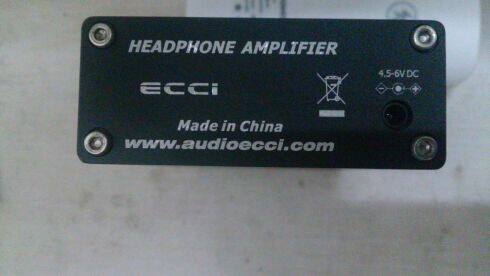 HEADPHONE AMPLIFIER
ECCI
4.5-6V DC
Made in China
www.audioecci.com